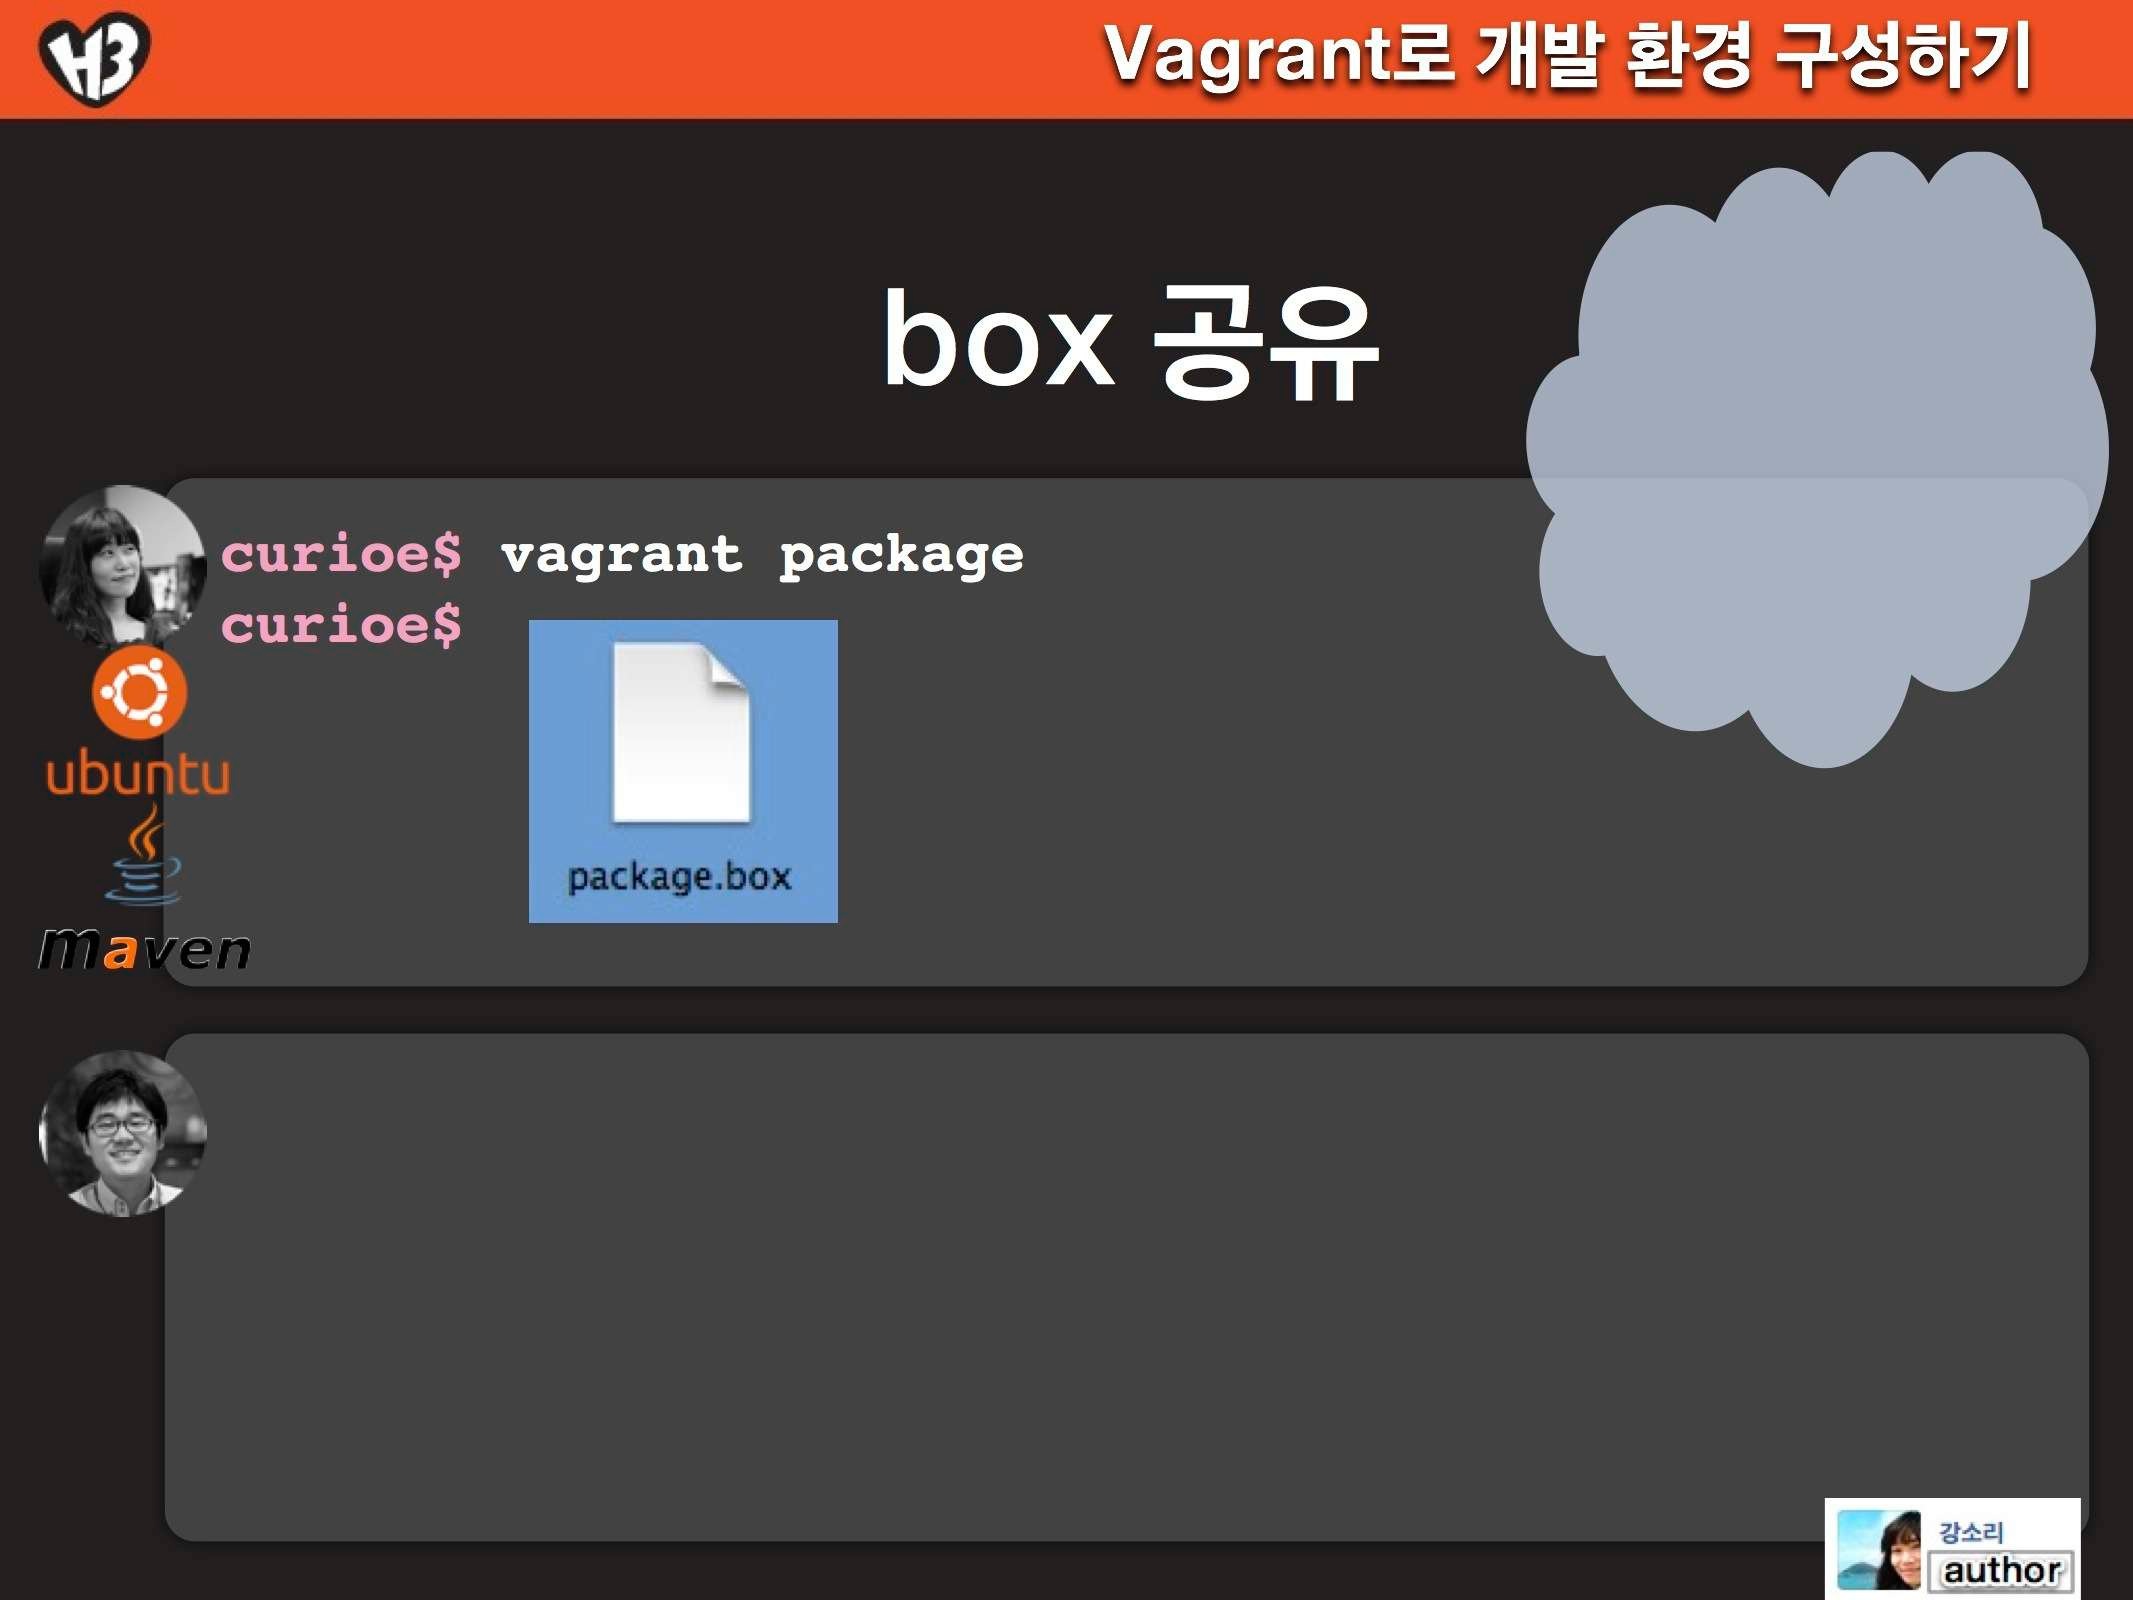 H3
Vagrant로 개발 환경 구성하기
box 공유
curioe$ vagrant package
curioe$
package.box
ubuntu
maven
강소리
author